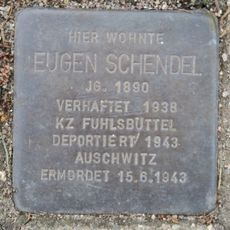 HIER WOHNTE
EUGEN SCHENDEL
JG. 1890
VERHAFTET 1938
KZ FUHLSBÜTTEL
DEPORTIERT 1943
AUSCHWITZ
ERMORDET 15.6.1943